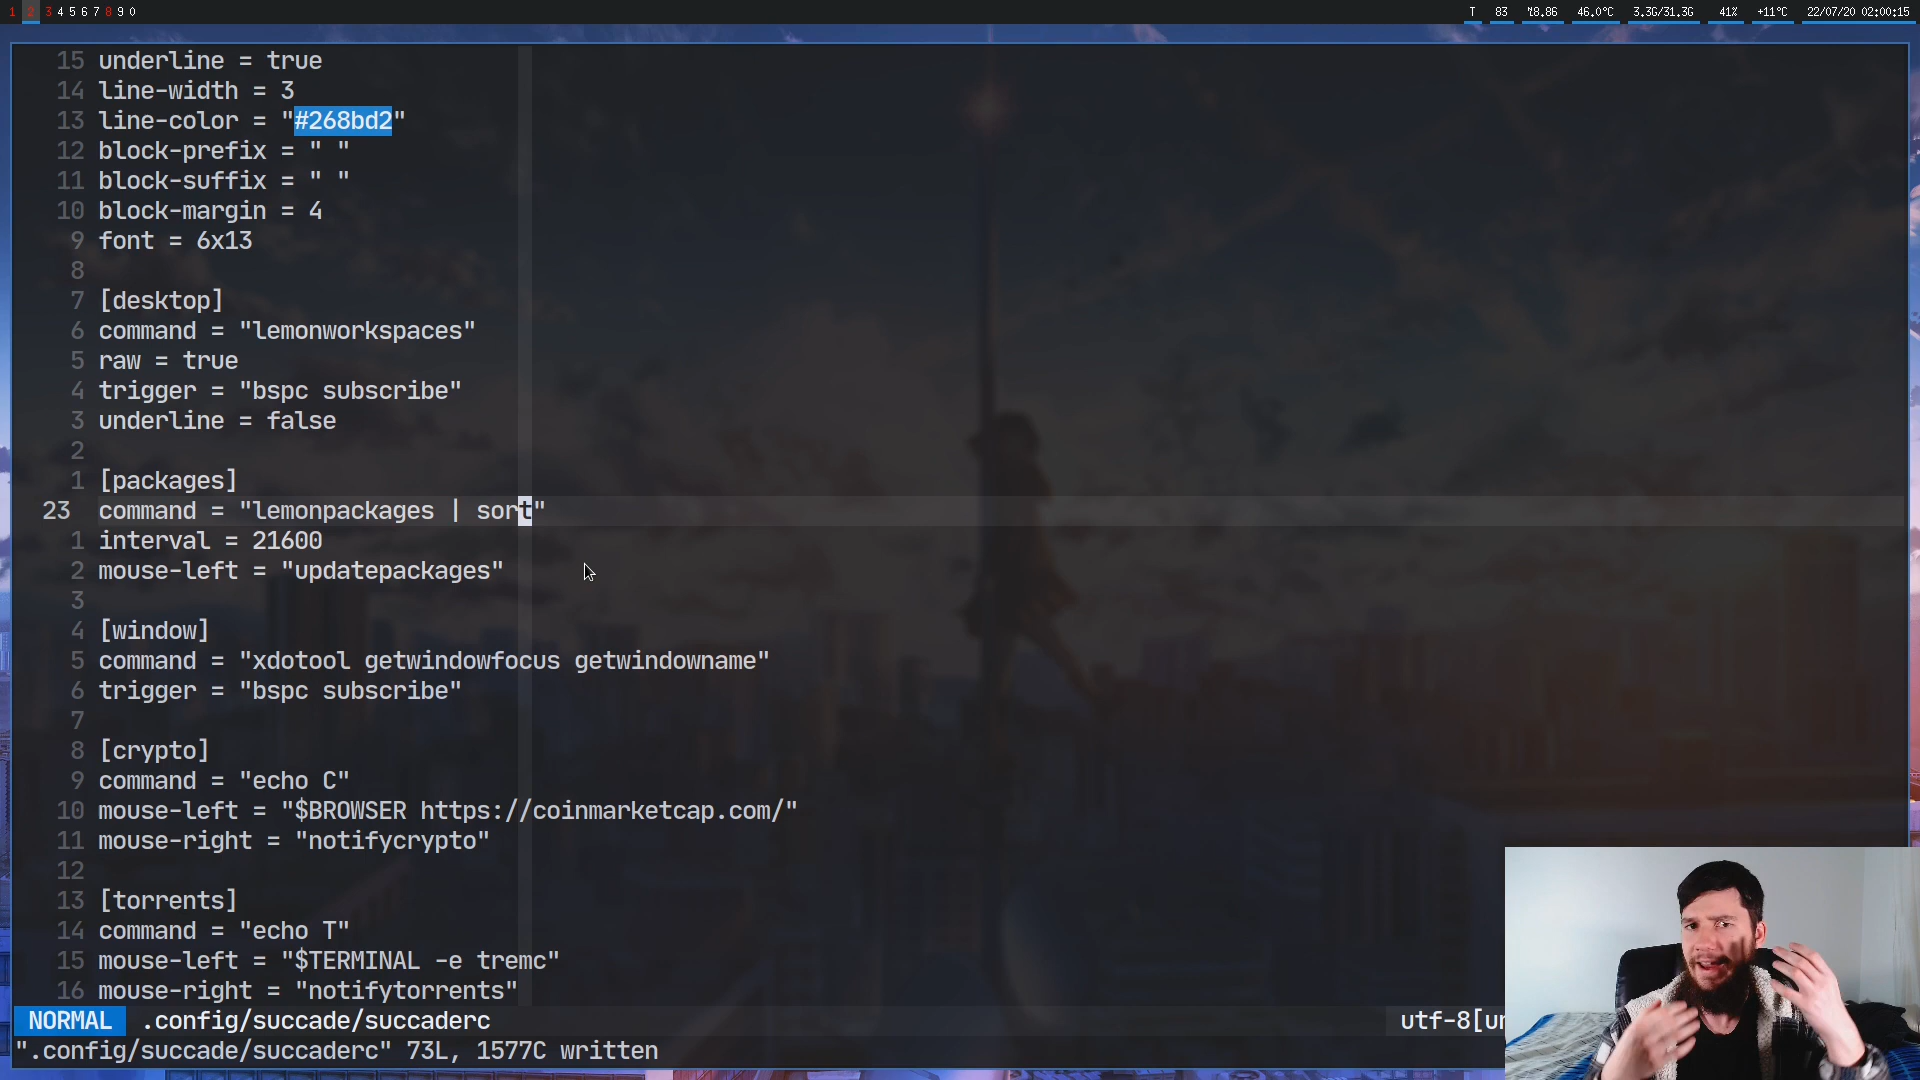 1 2 3 4 5 6 7 8 9 0 T 83 46.0°C 3.3G/31.3G 41% +11°C 22/07/20 02:00:15
15 underline = true
14 line-width = 3
13 line-color = "#268bd2"
12 block-prefix = " "
11 block-suffix = " "
10 block-margin = 4
9 font = 6x13
8
7 [desktop]
6 command = "lemonworkspaces"
5 raw = true
4 trigger = "bspc subscribe"
3 underline = false
2
1 [packages]
23 command = "lemonpackages | sort"
1 interval = 21600
2 mouse-left = "updatepackages"
3
4 [window]
5 command = "xdotool getwindowfocus getwindowname"
6 trigger = "bspc subscribe"
7
8 [crypto]
9 command = "echo C"
10 mouse-left = "$BROWSER https://coinmarketcap.com/"
11 mouse-right = "notifycrypto"
12
13 [torrents]
14 command = "echo T"
15 mouse-left = "$TERMINAL -e tremc"
16 mouse-right = "notifytorrents"
NORMAL .config/succade/succaderc utf-8[un
".config/succade/succaderc" 73L, 1577C written